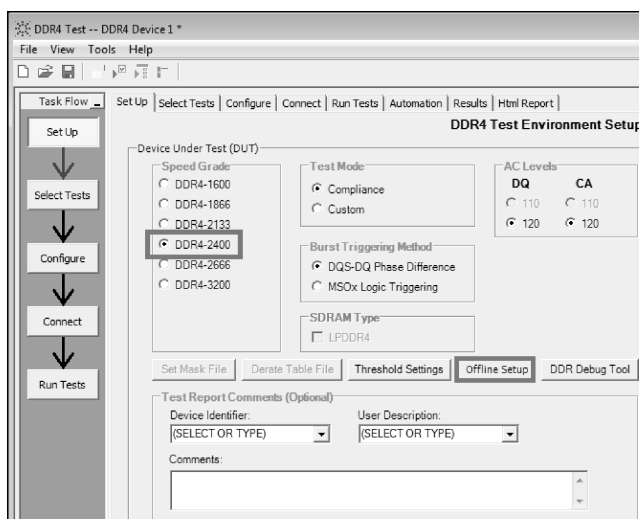 DDR4 Test -- DDR4 Device 1 *
File View Tools Help
Task Flow
Set Up
Select Tests
Configure
Connect
Run Tests
Set Up Select Tests Configure Connect Run Tests Automation Results Html Report
DDR4 Test Environment Setup
Device Under Test (DUT)
Speed Grade
DDR4-1600
DDR4-1866
DDR4-2133
DDR4-2400
DDR4-2666
DDR4-3200
Test Mode
Compliance
Custom
Burst Triggering Method
DQS-DQ Phase Difference
MSOx Logic Triggering
SDRAM Type
LPDDR4
AC Levels
DQ CA
110 110
120 120
Set Mask File Derate Table File Threshold Settings Offline Setup DDR Debug Tool
Test Report Comments (Optional)
Device Identifier: User Description:
(SELECT OR TYPE) (SELECT OR TYPE)
Comments: